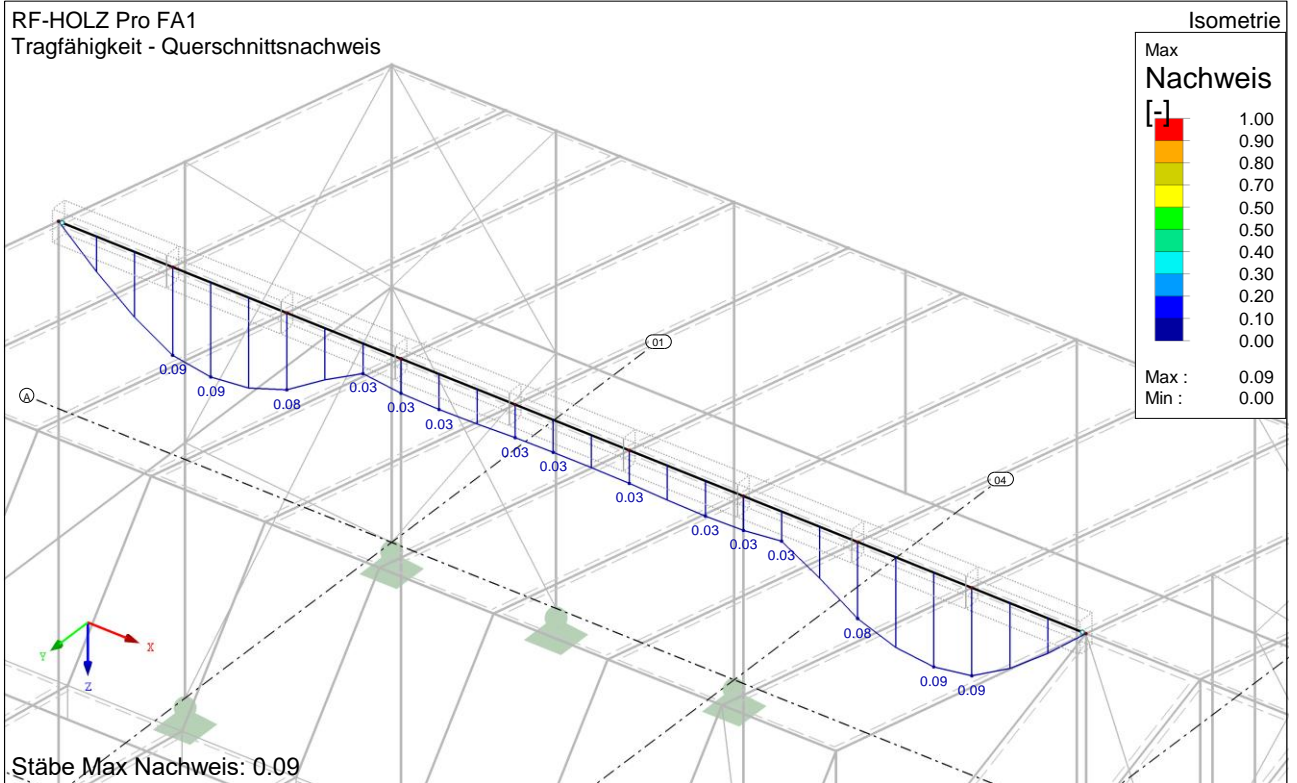 RF-HOLZ Pro FA1
Tragfähigkeit - Querschnittsnachweis
Isometrie
Max
Nachweis
[-]
1.00
0.90
0.80
0.70
0.60
0.50
0.40
0.30
0.20
0.10
0.00
Max : 0.09
Min : 0.00
01
A
0.09
0.09
0.08
0.03
0.03
0.03
0.03
0.03
0.03
04
0.03
0.03
0.03
0.08
0.09
0.09
X
Y
Z
Stäbe Max Nachweis: 0.09